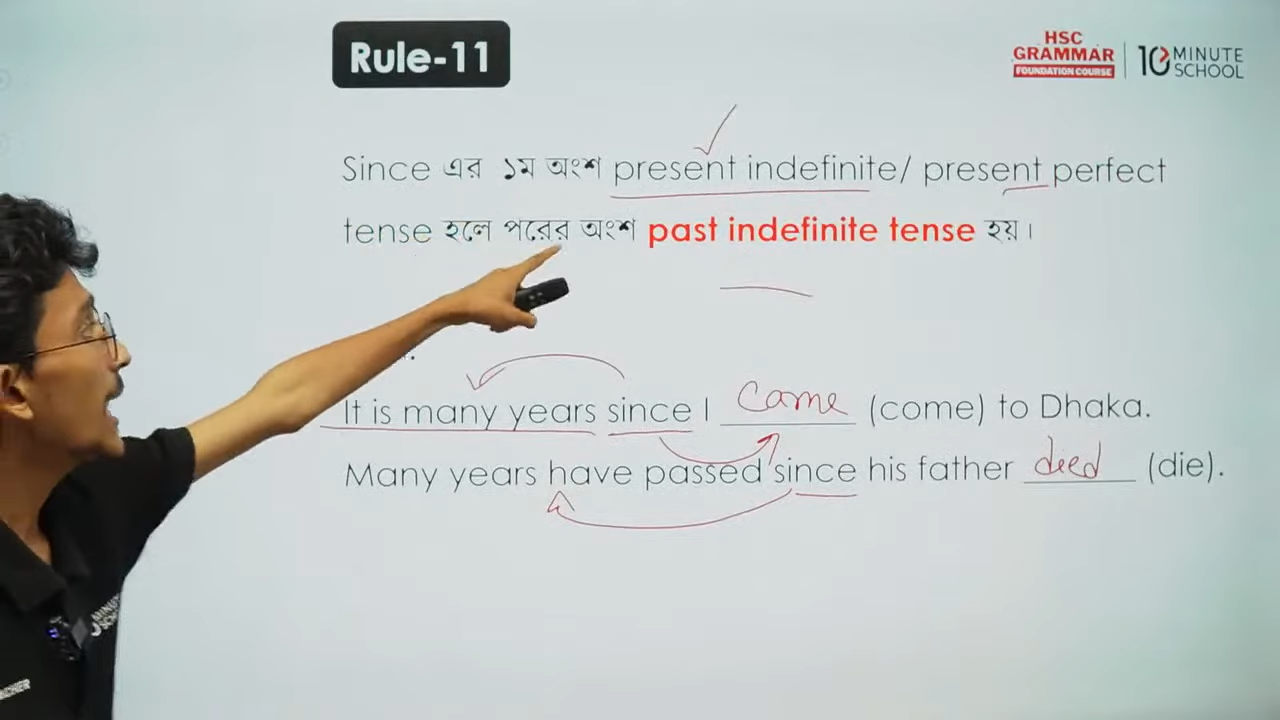 Rule-11
HSC
GRAMMAR
FOUNDATION COURSE
10 MINUTE
SCHOOL
Since এর ১ম অংশ present indefinite/ present perfect
tense হলে পরের অংশ past indefinite tense হয়।
It is many years since I came (come) to Dhaka.
Many years have passed since his father died (die).
MINUTE